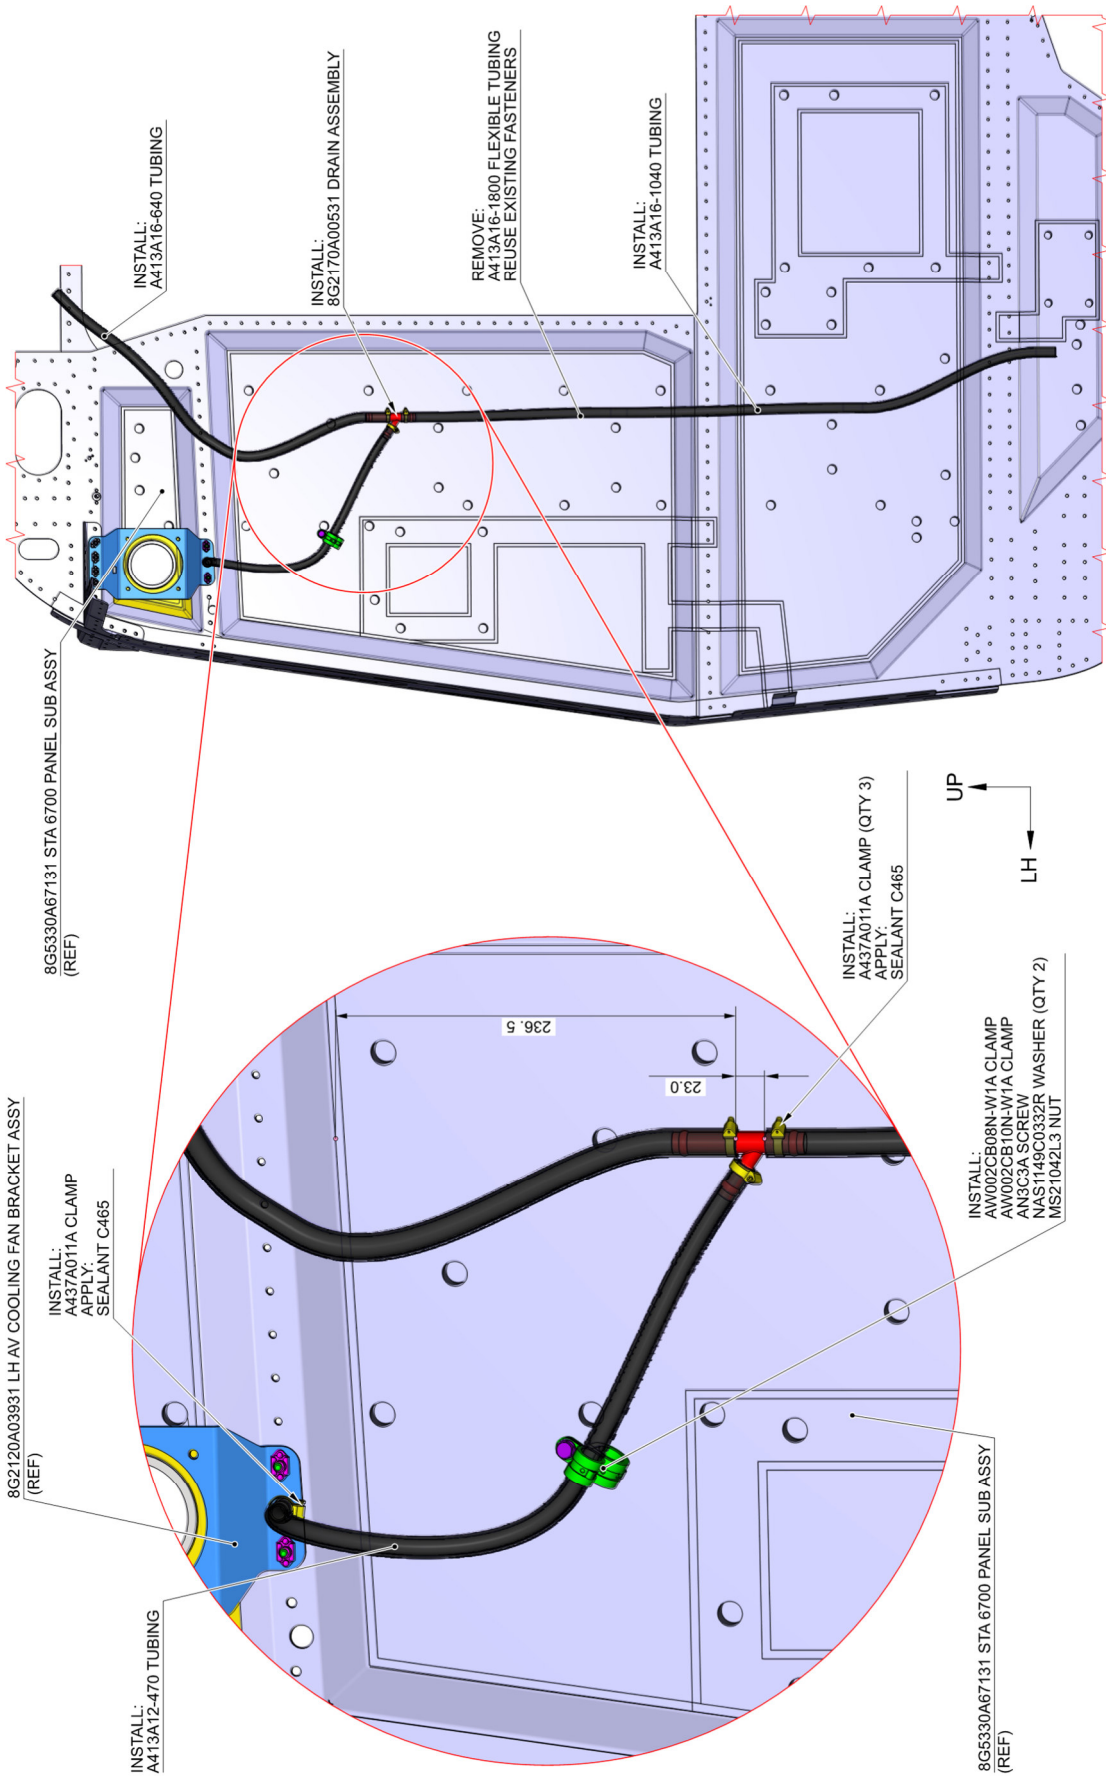 8G5330A67131 STA 6700 PANEL SUB ASSY
(REF)
INSTALL:
A413A16-640 TUBING
INSTALL:
8G2170A00531 DRAIN ASSEMBLY
REMOVE:
A413A16-1800 FLEXIBLE TUBING
REUSE EXISTING FASTENERS
INSTALL:
A413A16-1040 TUBING
8G2120A03931 LH AV COOLING FAN BRACKET ASSY
(REF)
INSTALL:
A437A011A CLAMP
APPLY:
SEALANT C465
INSTALL:
A413A12-470 TUBING
236.5
23.0
INSTALL:
A437A011A CLAMP (QTY 3)
APPLY:
SEALANT C465
UP
LH
INSTALL:
AW002CB08N-W1A CLAMP
AW002CB10N-W1A CLAMP
AN3C3A SCREW
NAS1149C0332R WASHER (QTY 2)
MS21042L3 NUT
8G5330A67131 STA 6700 PANEL SUB ASSY
(REF)